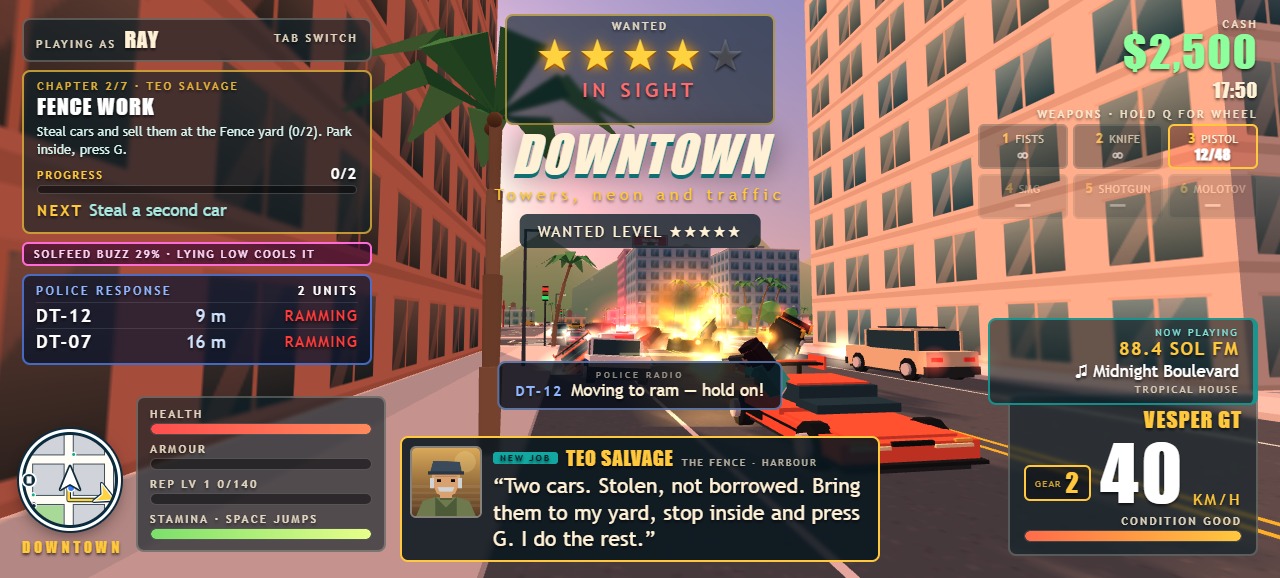 PLAYING AS RAY TAB SWITCH
CHAPTER 2/7 · TEO SALVAGE
FENCE WORK
Steal cars and sell them at the Fence yard (0/2). Park
inside, press G.
PROGRESS 0/2
NEXT Steal a second car
SOLFEED BUZZ 29% · LYING LOW COOLS IT
POLICE RESPONSE 2 UNITS
DT-12 9 m RAMMING
DT-07 16 m RAMMING
HEALTH
ARMOUR
REP LV 1 0/140
STAMINA · SPACE JUMPS
DOWNTOWN
WANTED
★★★★★
IN SIGHT
DOWNTOWN
Towers, neon and traffic
WANTED LEVEL ★★★★★
POLICE RADIO
DT-12 Moving to ram — hold on!
NEW JOB TEO SALVAGE THE FENCE · HARBOUR
“Two cars. Stolen, not borrowed. Bring
them to my yard, stop inside and press
G. I do the rest.”
CASH
$2,500
17:50
WEAPONS · HOLD Q FOR WHEEL
1 FISTS 2 KNIFE 3 PISTOL
∞ ∞ 12/48
4 SMG 5 SHOTGUN 6 MOLOTOV
— — —
NOW PLAYING
88.4 SOL FM
♫ Midnight Boulevard
TROPICAL HOUSE
VESPER GT
GEAR 2 40 KM/H
CONDITION GOOD